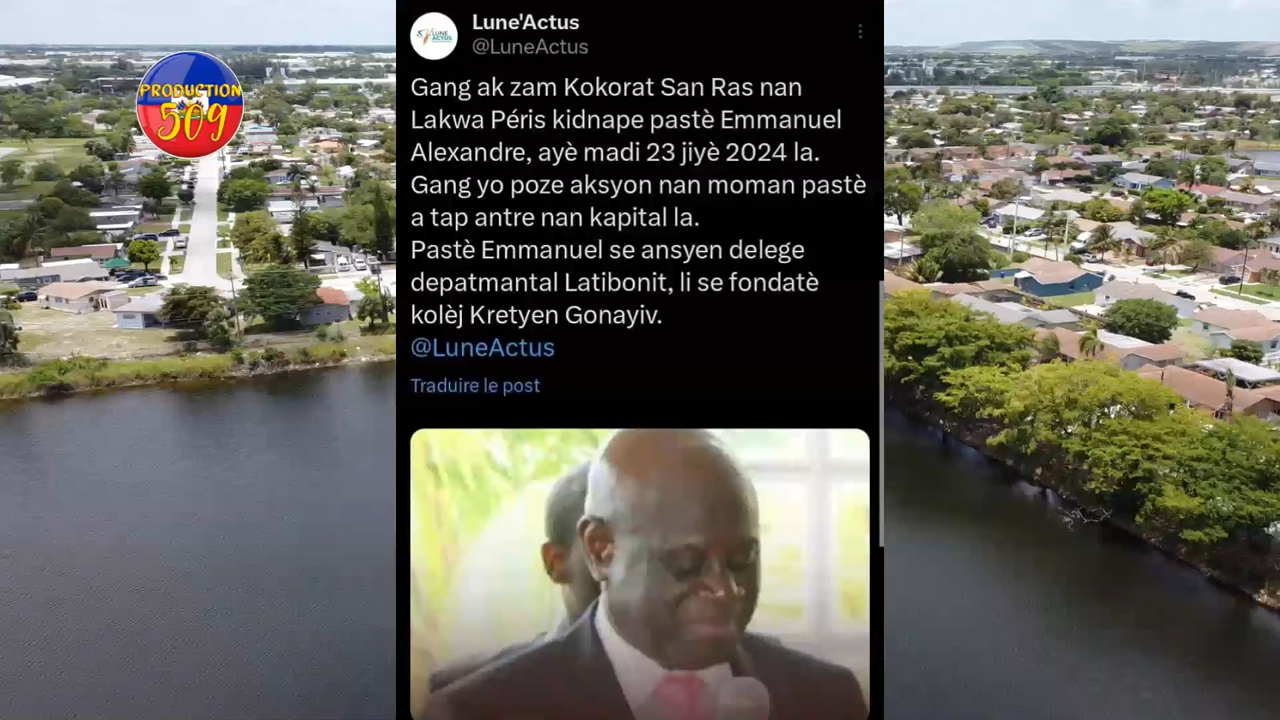 PRODUCTION
509
Lune'Actus
@LuneActus
Gang ak zam Kokorat San Ras nan
Lakwa Péris kidnape pastè Emmanuel
Alexandre, ayè madi 23 jiyè 2024 la.
Gang yo poze aksyon nan moman pastè
a tap antre nan kapital la.
Pastè Emmanuel se ansyen delege
depatmantal Latibonit, li se fondatè
kolèj Kretyen Gonayiv.
@LuneActus
Traduire le post